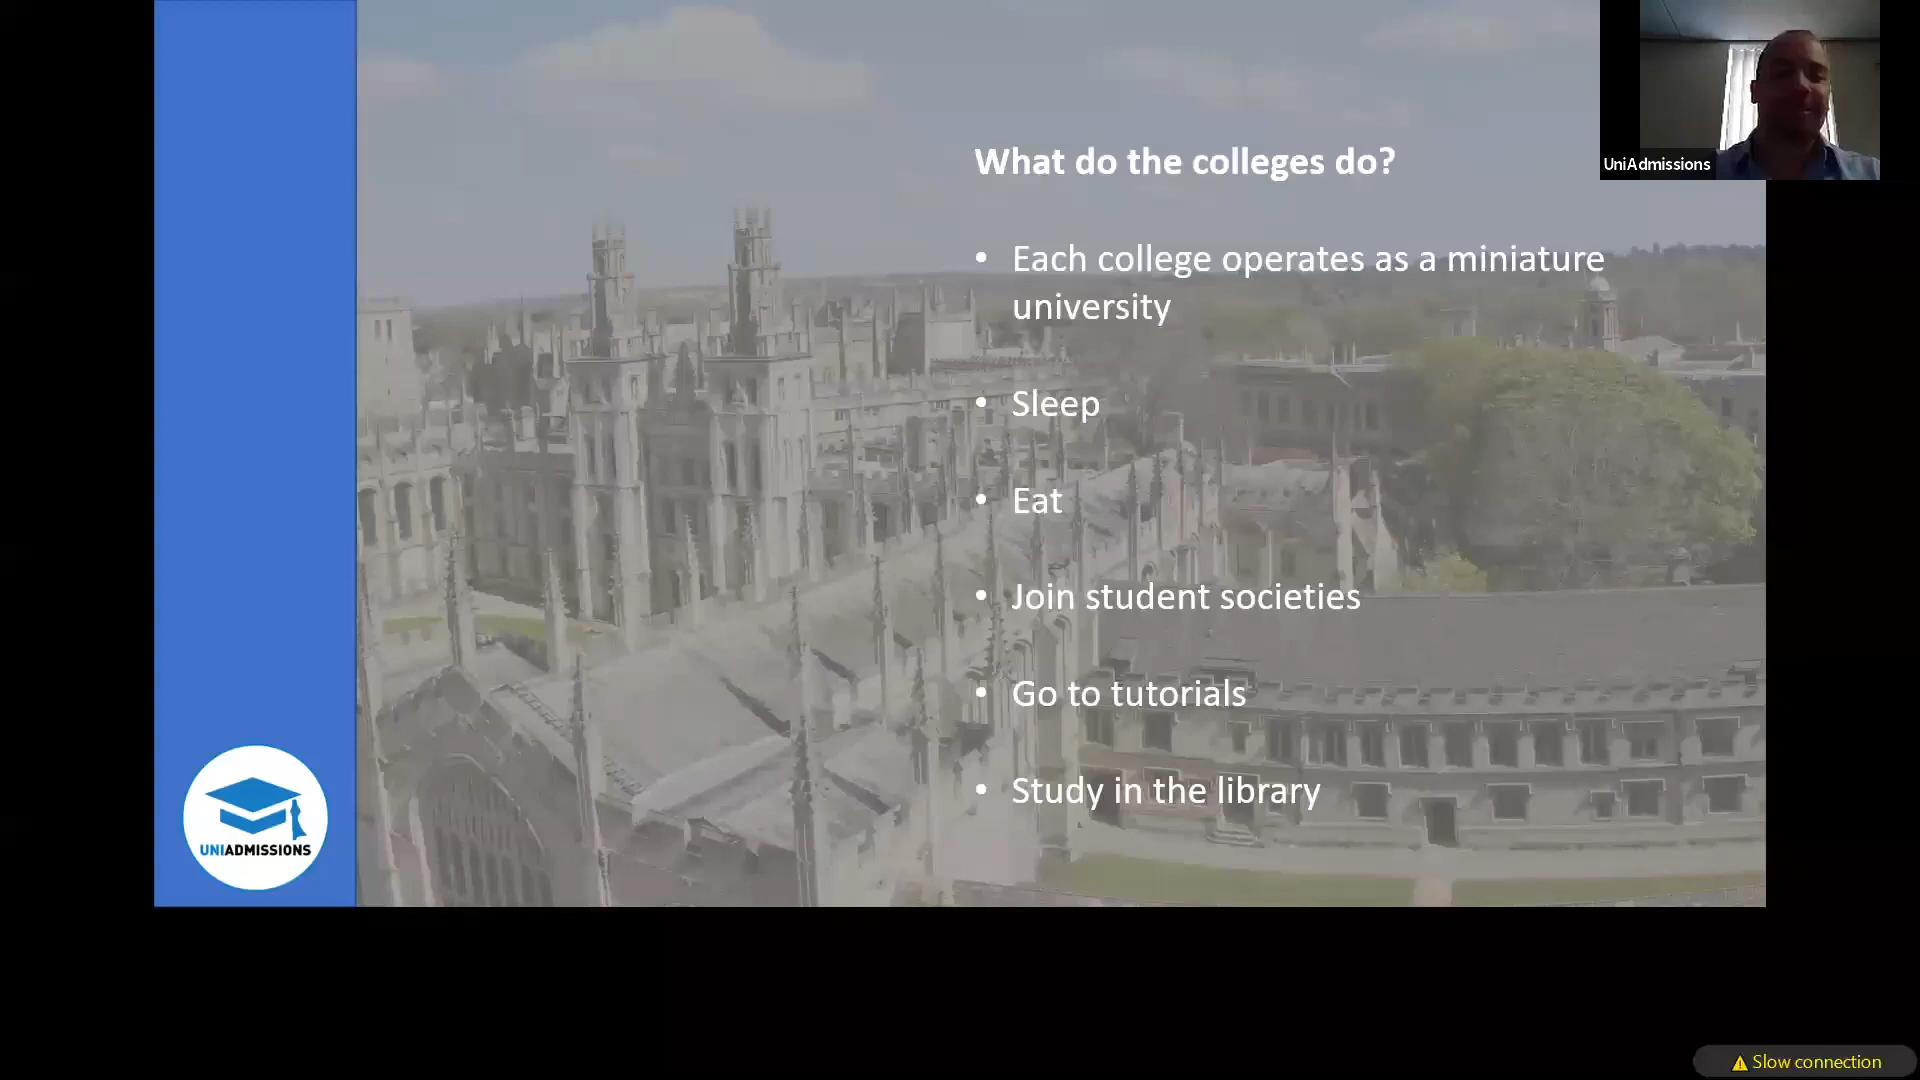 What do the colleges do?
UniAdmissions
• Each college operates as a miniature
university
• Sleep
• Eat
• Join student societies
• Go to tutorials
• Study in the library
UNIADMISSIONS
Slow connection